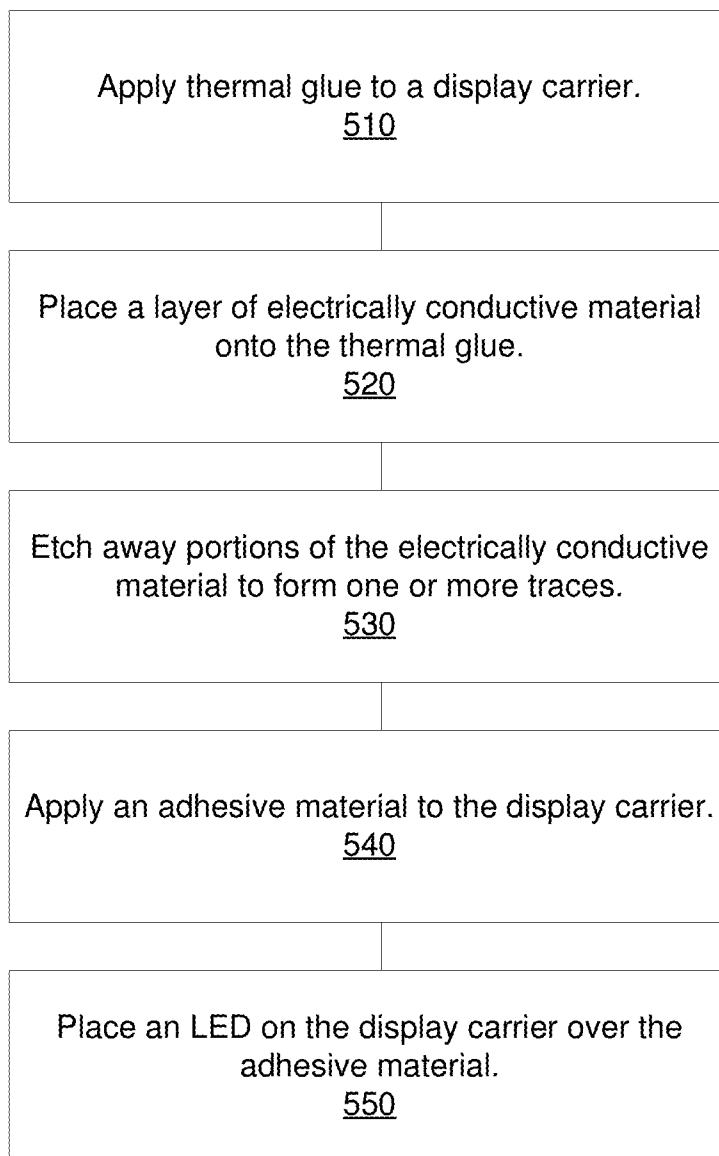 Apply thermal glue to a display carrier.
510
Place a layer of electrically conductive material
onto the thermal glue.
520
Etch away portions of the electrically conductive
material to form one or more traces.
530
Apply an adhesive material to the display carrier.
540
Place an LED on the display carrier over the
adhesive material.
550